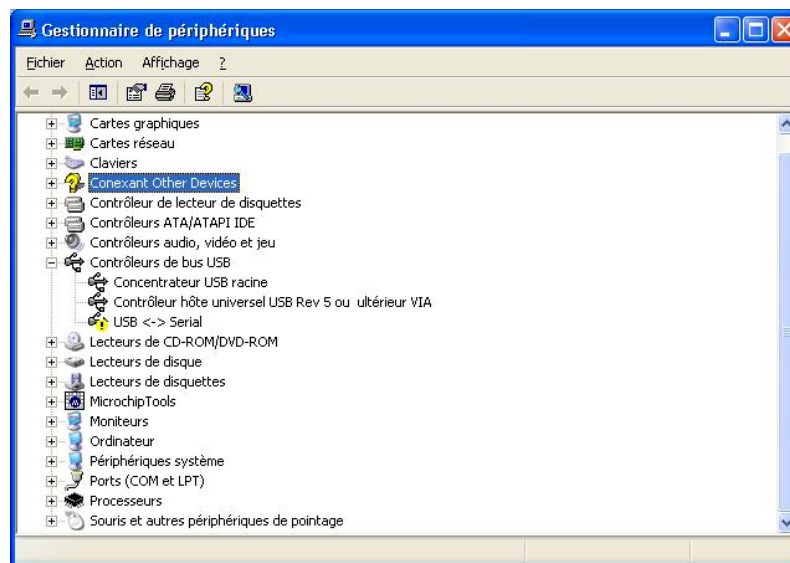 Gestionnaire de périphériques
Fichier Action Affichage ?
Cartes graphiques
Cartes réseau
Claviers
Conexant Other Devices
Contrôleur de lecteur de disquettes
Contrôleurs ATA/ATAPI IDE
Contrôleurs audio, vidéo et jeu
Contrôleurs de bus USB
Concentrateur USB racine
Contrôleur hôte universel USB Rev 5 ou ultérieur VIA
USB <-> Serial
Lecteurs de CD-ROM/DVD-ROM
Lecteurs de disque
Lecteurs de disquettes
MicrochipTools
Moniteurs
Ordinateur
Périphériques système
Ports (COM et LPT)
Processeurs
Souris et autres périphériques de pointage